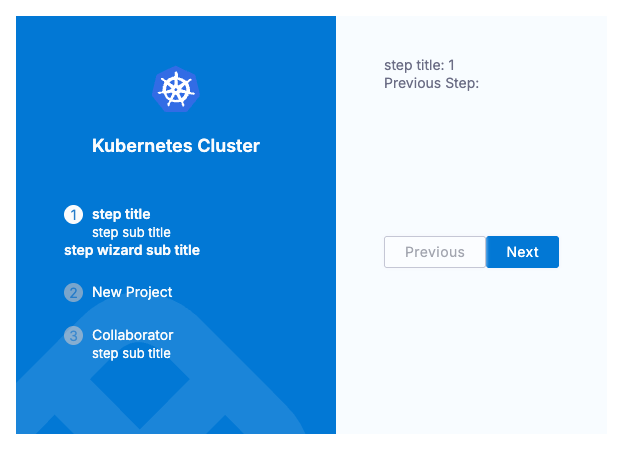 Kubernetes Cluster
1 step title
step sub title
step wizard sub title
2 New Project
3 Collaborator
step sub title
step title: 1
Previous Step:
Previous Next